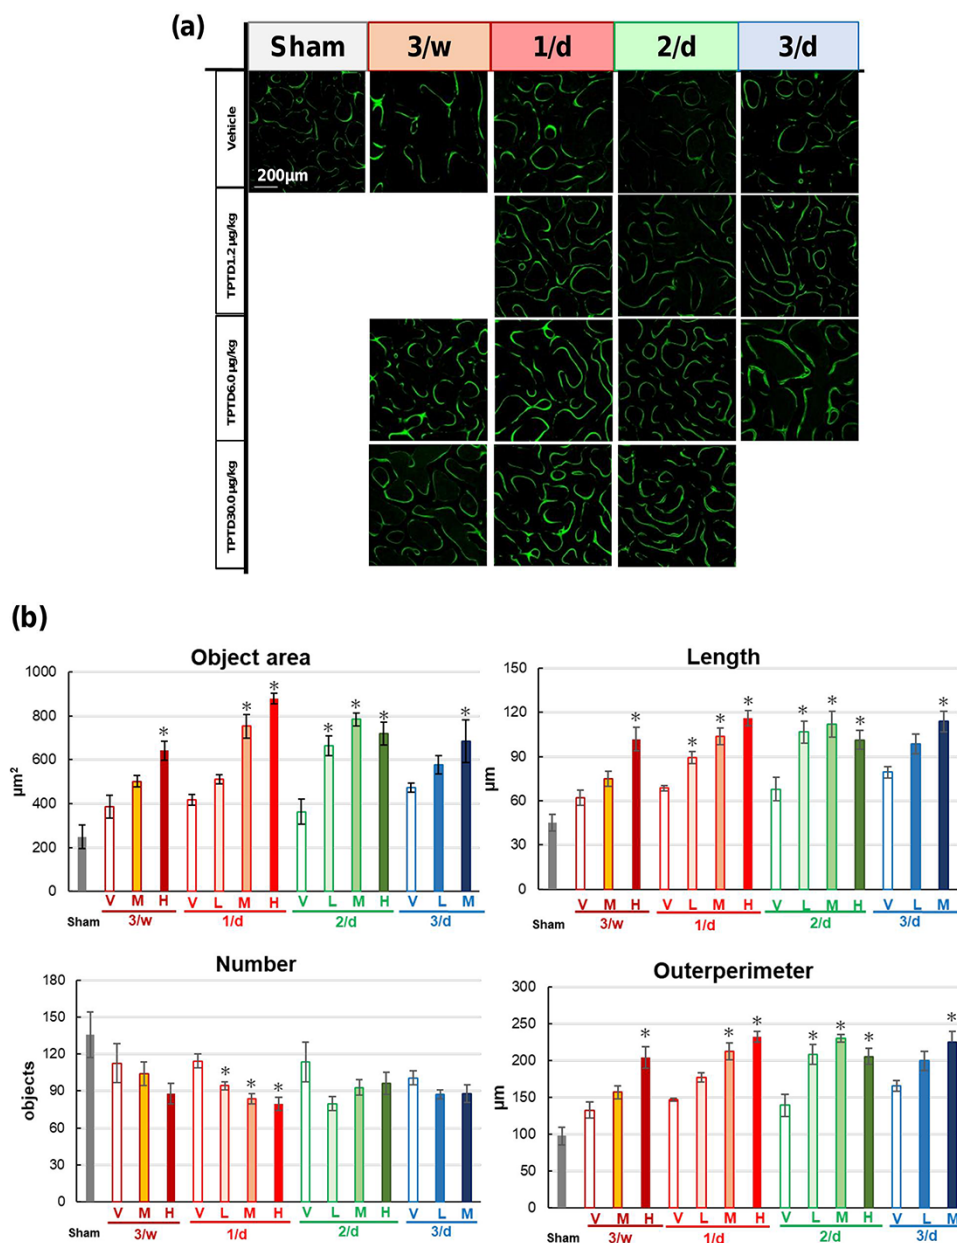 (a)
Sham 3/w 1/d 2/d 3/d
Vehicle
200µm
TPTD1.2 µg/kg
TPTD6.0 µg/kg
TPTD30.0 µg/kg
(b)
Object area
1000
800
600
400
200
0
µm²
* * * * * * *
V M H V L M H V L M H V L M
Sham 3/w 1/d 2/d 3/d
Length
150
120
90
60
30
0
µm
* * * * * * * *
V M H V L M H V L M H V L M
Sham 3/w 1/d 2/d 3/d
Number
180
150
120
90
60
30
0
objects
* * *
V M H V L M H V L M H V L M
Sham 3/w 1/d 2/d 3/d
Outerperimeter
300
250
200
150
100
50
0
µm
* * * * * * *
V M H V L M H V L M H V L M
Sham 3/w 1/d 2/d 3/d